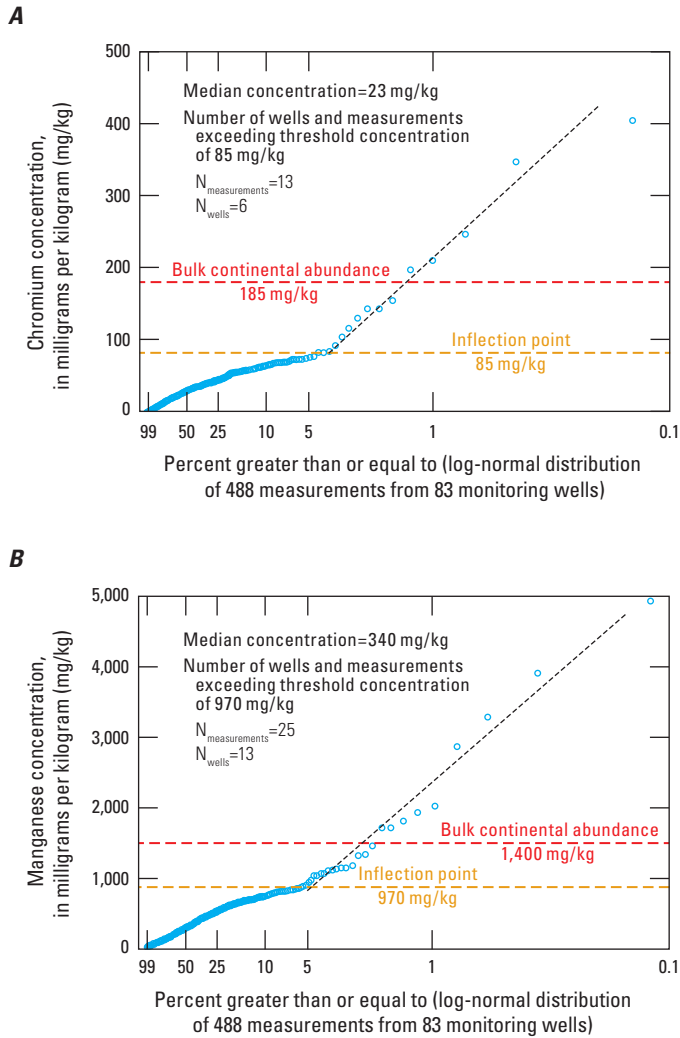 A
Chromium concentration,
in milligrams per kilogram (mg/kg)
500
400
300
200
100
0
Median concentration=23 mg/kg
Number of wells and measurements
exceeding threshold concentration
of 85 mg/kg
Nmeasurements=13
Nwells=6
Bulk continental abundance
185 mg/kg
Inflection point
85 mg/kg
99 50 25 10 5 1 0.1
Percent greater than or equal to (log-normal distribution
of 488 measurements from 83 monitoring wells)
B
Manganese concentration,
in milligrams per kilogram (mg/kg)
5,000
4,000
3,000
2,000
1,000
0
Median concentration=340 mg/kg
Number of wells and measurements
exceeding threshold concentration
of 970 mg/kg
Nmeasurements=25
Nwells=13
Bulk continental abundance
1,400 mg/kg
Inflection point
970 mg/kg
99 50 25 10 5 1 0.1
Percent greater than or equal to (log-normal distribution
of 488 measurements from 83 monitoring wells)